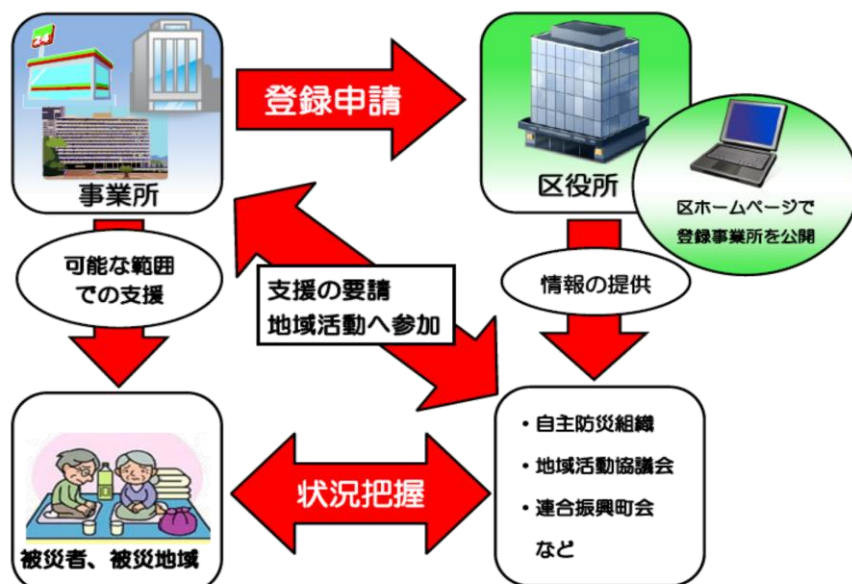 24
登録申請
事業所
区役所
区ホームページで
登録事業所を公開
可能な範囲
での支援
支援の要請
地域活動へ参加
情報の提供
・自主防災組織
・地域活動協議会
・連合振興町会
など
状況把握
被災者、被災地域